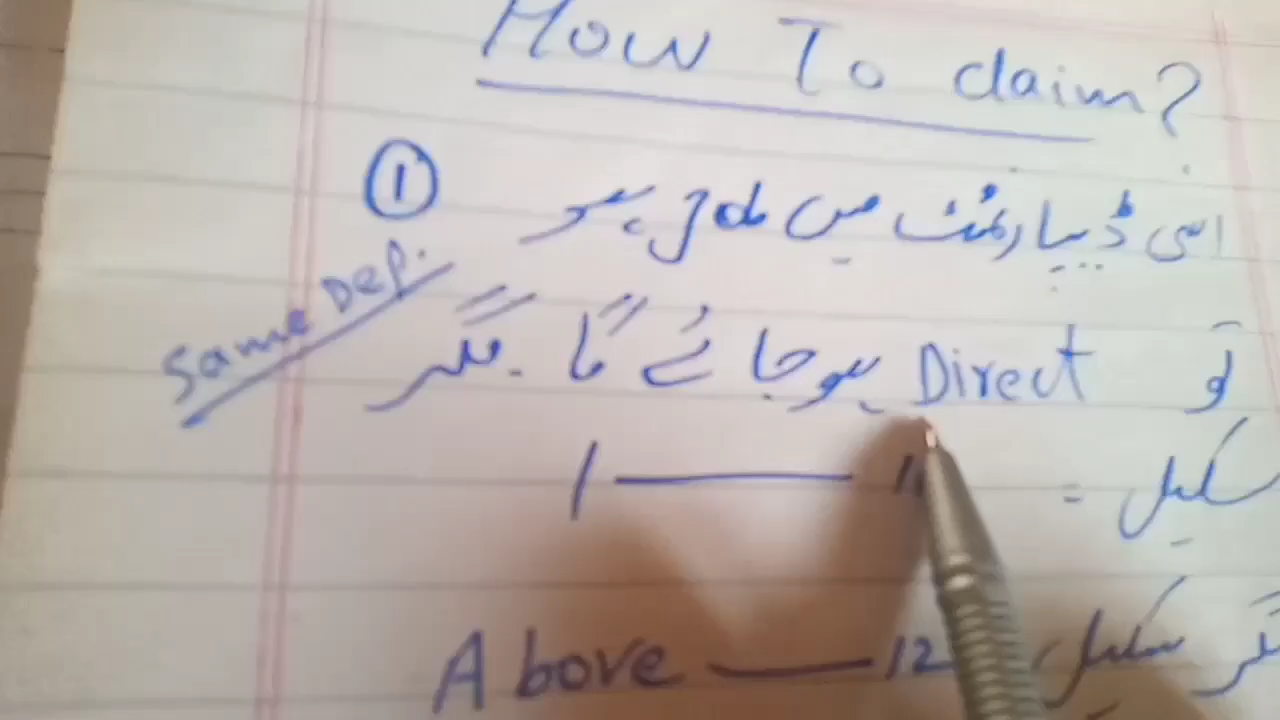 How To claim?
① اسی ڈیپارٹمنٹ میں Job ہو
Same Dep.
تو Direct ہو جائے گا۔ مگر
سکیل = 11 — 1
مگر سکیل 12 — Above